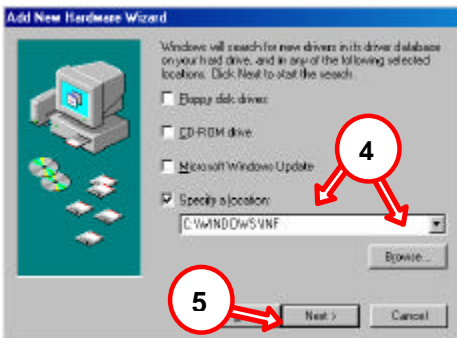 Add New Hardware Wizard
Windows will search for new drivers in its driver database
on your hard drive, and in any of the following selected
locations. Click Next to start the search.
Floppy disk drives
CD-ROM drive
Microsoft Windows Update
4
Specify a location:
C:\WINDOWS\INF
Browse...
5
Next >
Cancel